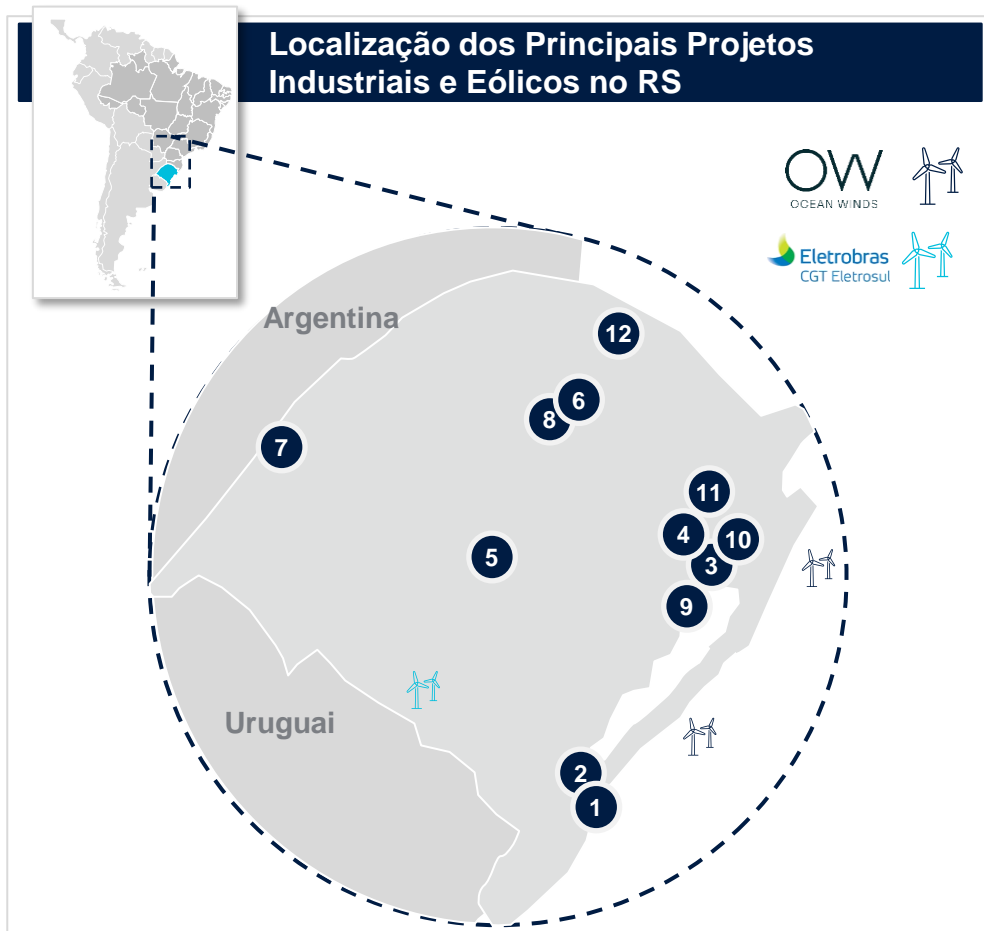 Localização dos Principais Projetos
Industriais e Eólicos no RS
OW
OCEAN WINDS
Eletrobras
CGT Eletrosul
Argentina
12
6
8
7
11
4
10
5
3
9
Uruguai
2
1